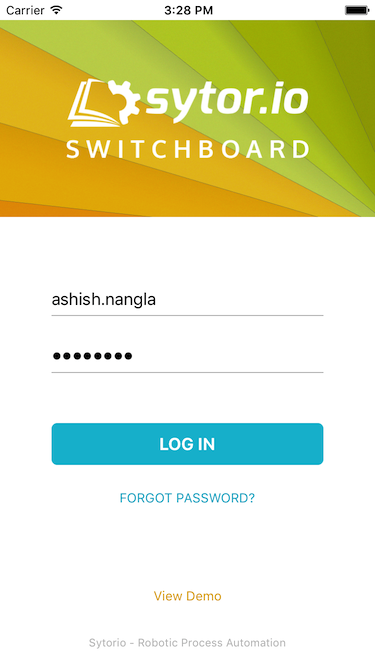 Carrier 3:28 PM
sytor.io
SWITCHBOARD
ashish.nangla
●●●●●●●●
LOG IN
FORGOT PASSWORD?
View Demo
Sytorio - Robotic Process Automation